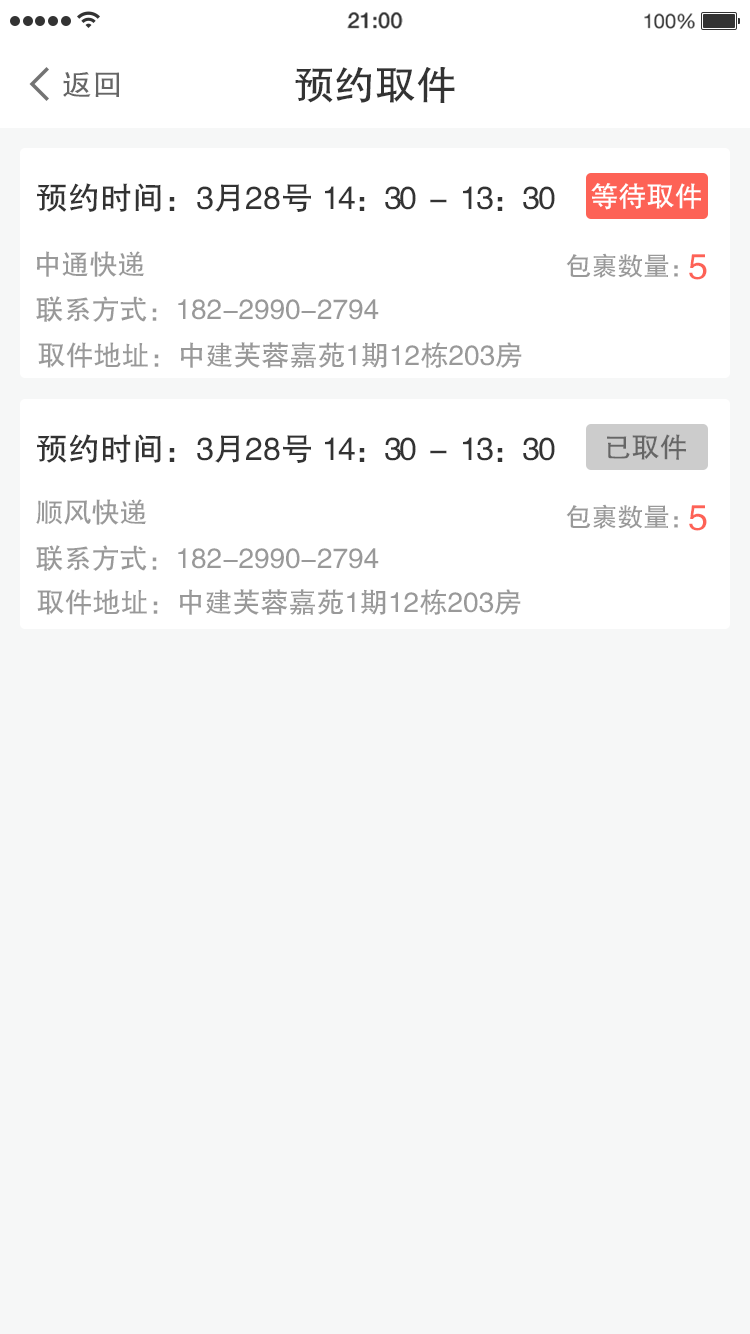 21:00 100%
返回 预约取件
预约时间：3月28号 14：30 - 13：30 等待取件
中通快递 包裹数量：5
联系方式：182-2990-2794
取件地址：中建芙蓉嘉苑1期12栋203房
预约时间：3月28号 14：30 - 13：30 已取件
顺风快递 包裹数量：5
联系方式：182-2990-2794
取件地址：中建芙蓉嘉苑1期12栋203房